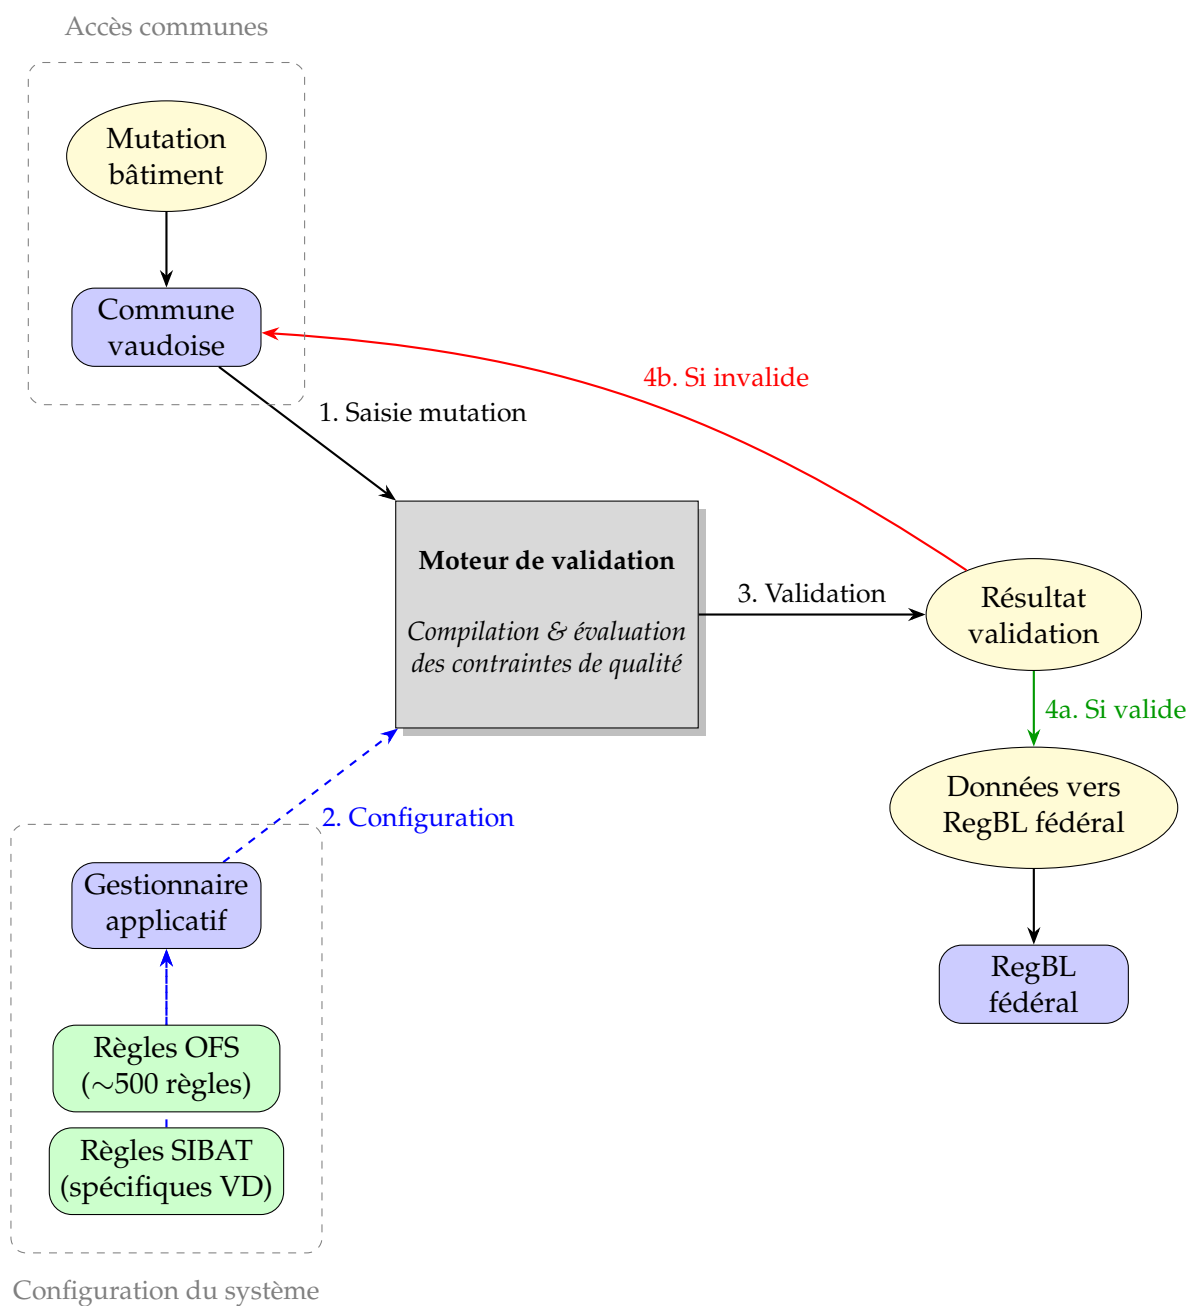 Accès communes
Mutation
bâtiment
Commune
vaudoise
4b. Si invalide
1. Saisie mutation
Moteur de validation
Compilation & évaluation
des contraintes de qualité
3. Validation
Résultat
validation
4a. Si valide
Données vers
RegBL fédéral
2. Configuration
Gestionnaire
applicatif
RegBL
fédéral
Règles OFS
(∼500 règles)
Règles SIBAT
(spécifiques VD)
Configuration du système